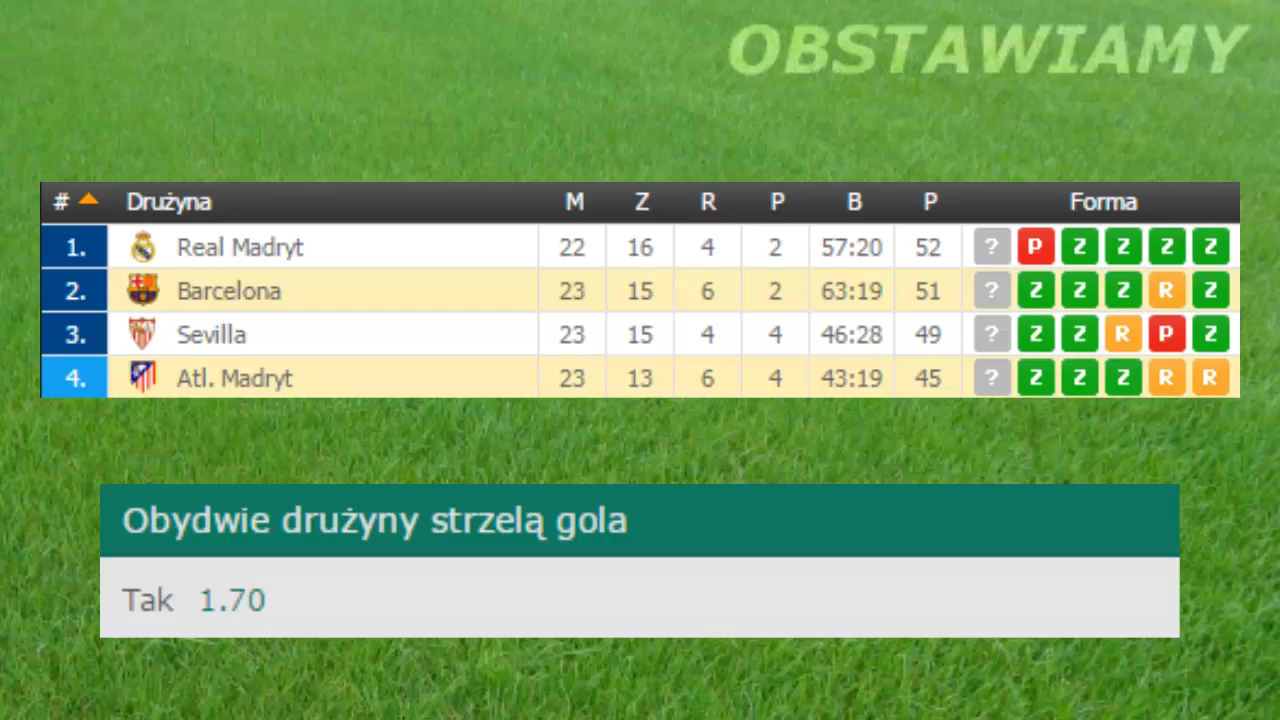 OBSTAWIAMY
# Drużyna M Z R P B P Forma
1. Real Madryt 22 16 4 2 57:20 52 ? P Z Z Z Z
2. Barcelona 23 15 6 2 63:19 51 ? Z Z Z R Z
3. Sevilla 23 15 4 4 46:28 49 ? Z Z R P Z
4. Atl. Madryt 23 13 6 4 43:19 45 ? Z Z Z R R
Obydwie drużyny strzelą gola
Tak 1.70